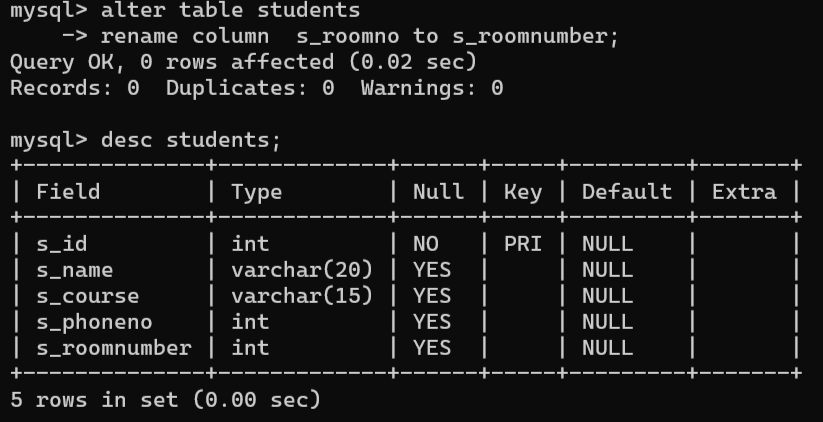 mysql> alter table students
    -> rename column  s_roomno to s_roomnumber;
Query OK, 0 rows affected (0.02 sec)
Records: 0  Duplicates: 0  Warnings: 0

mysql> desc students;
+--------------+-------------+------+-----+---------+-------+
| Field        | Type        | Null | Key | Default | Extra |
+--------------+-------------+------+-----+---------+-------+
| s_id         | int         | NO   | PRI | NULL    |       |
| s_name       | varchar(20) | YES  |     | NULL    |       |
| s_course     | varchar(15) | YES  |     | NULL    |       |
| s_phoneno    | int         | YES  |     | NULL    |       |
| s_roomnumber | int         | YES  |     | NULL    |       |
+--------------+-------------+------+-----+---------+-------+
5 rows in set (0.00 sec)